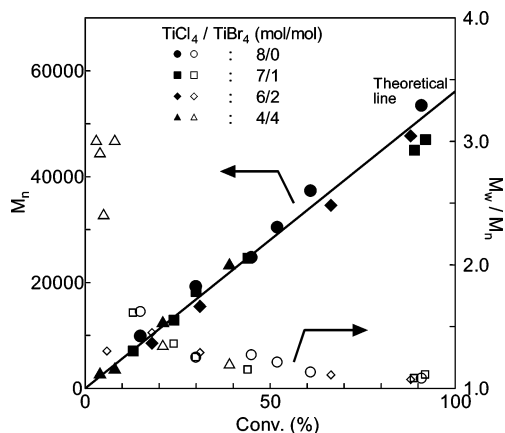 TiCl4 / TiBr4 (mol/mol)
: 8/0
: 7/1
: 6/2
: 4/4
Theoretical
line
Mn
60000
40000
20000
0
Mw / Mn
4.0
3.0
2.0
1.0
0
50
100
Conv. (%)